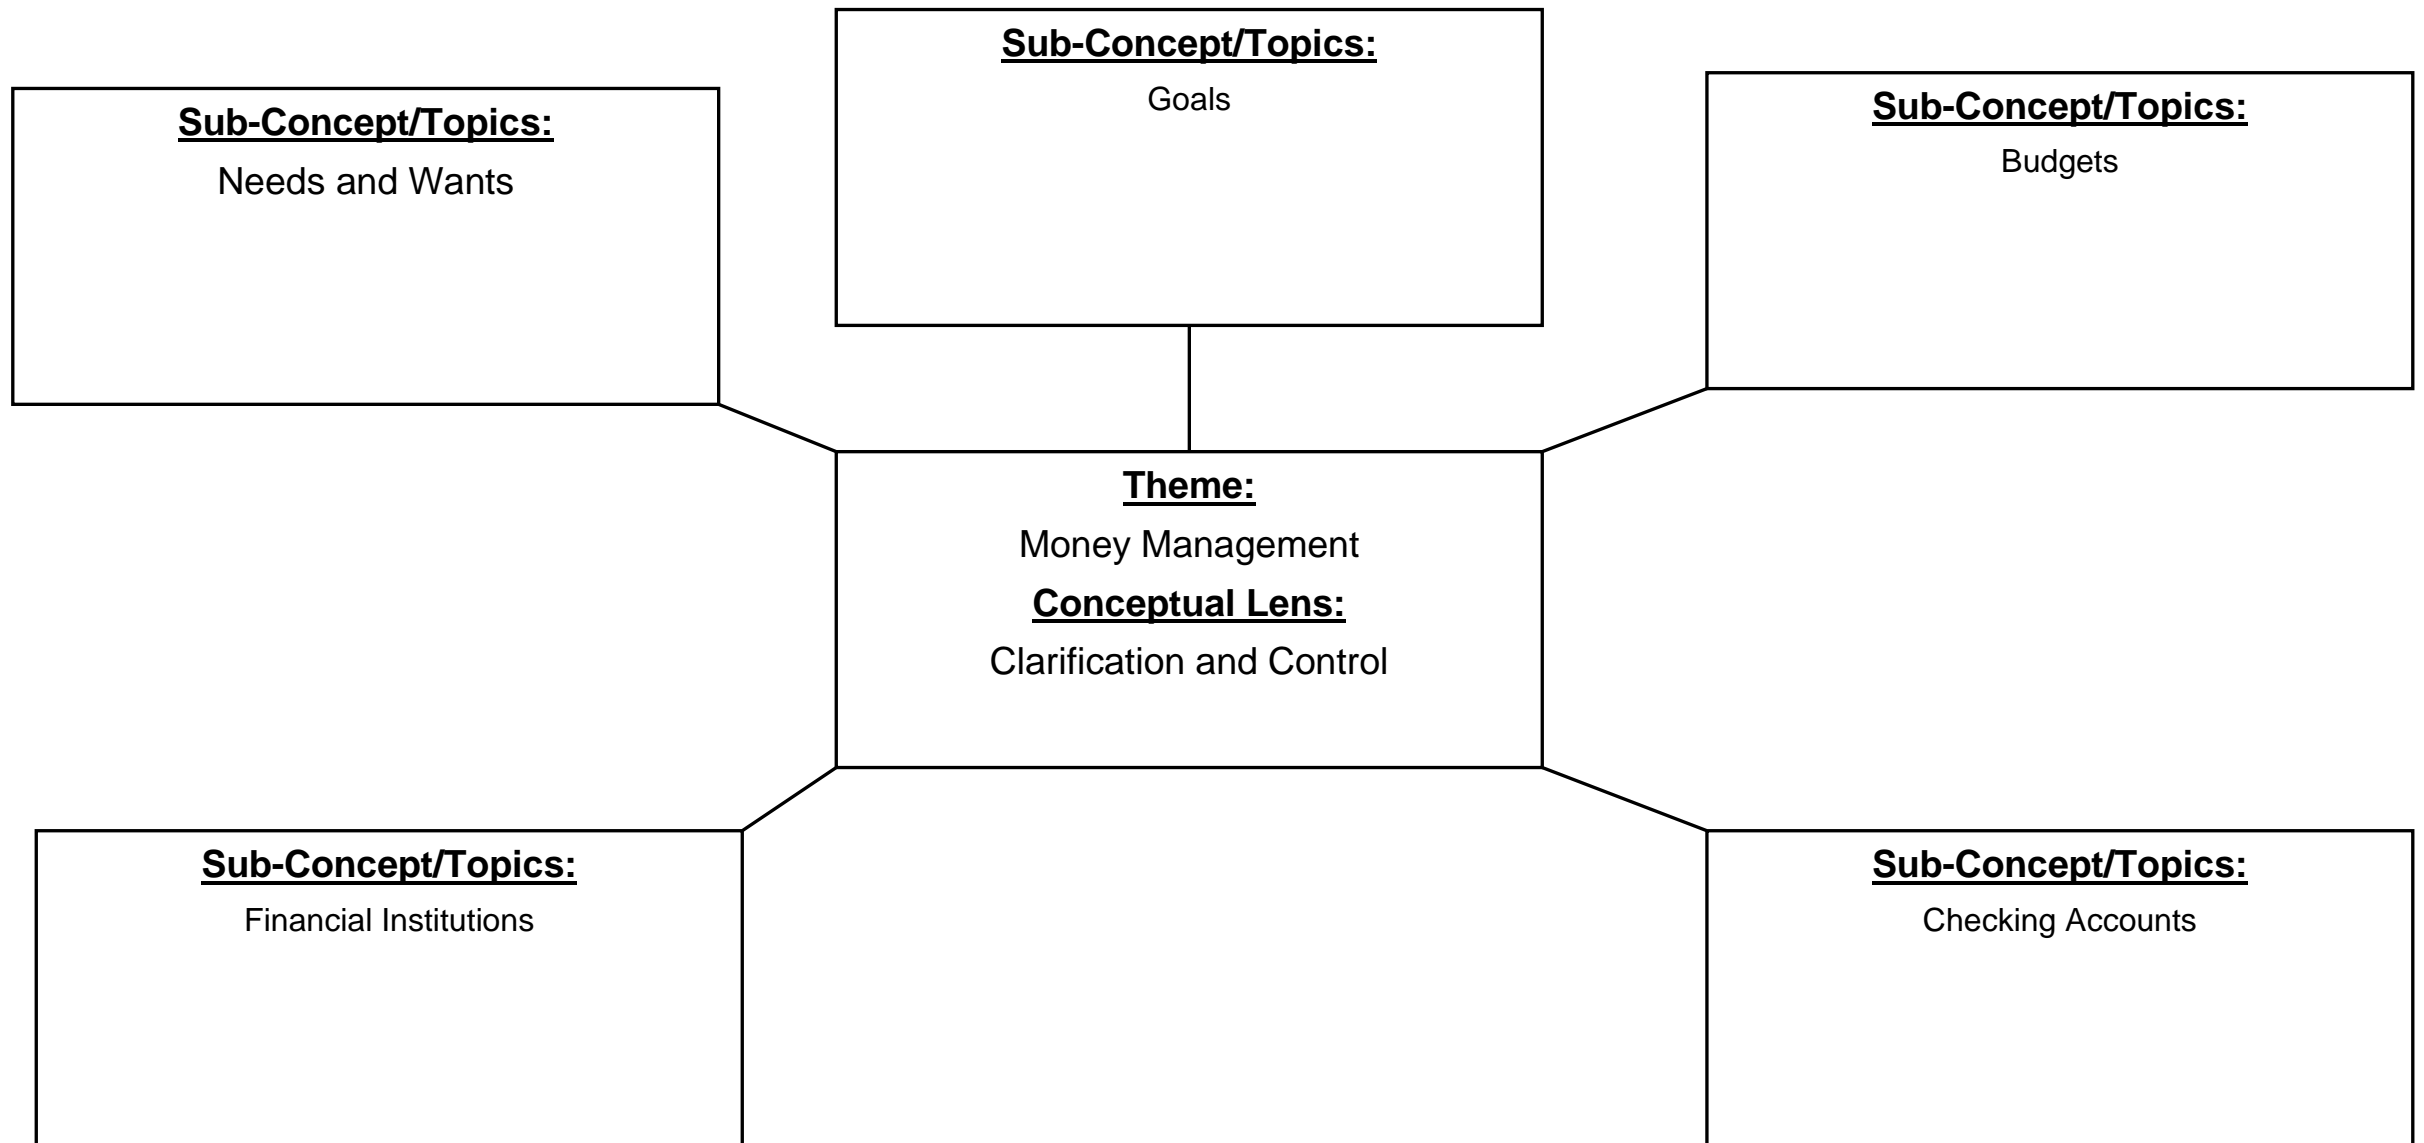 Sub-Concept/Topics:
Needs and Wants
Sub-Concept/Topics:
Goals
Sub-Concept/Topics:
Budgets
Theme:
Money Management
Conceptual Lens:
Clarification and Control
Sub-Concept/Topics:
Financial Institutions
Sub-Concept/Topics:
Checking Accounts